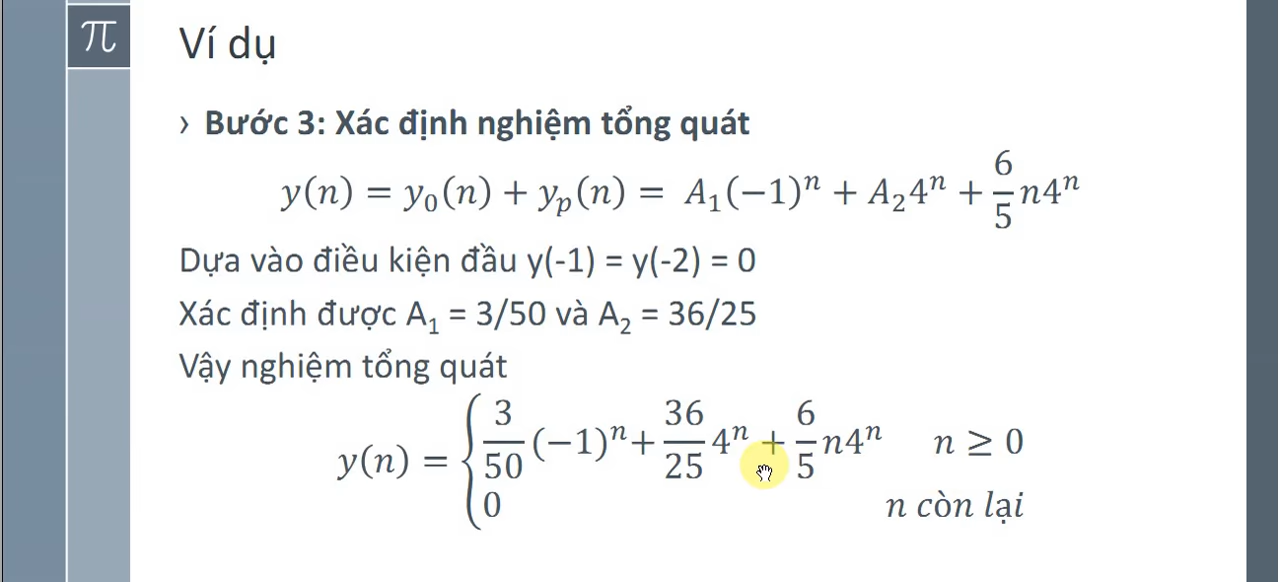 π
Ví dụ
› Bước 3: Xác định nghiệm tổng quát
y(n) = y₀(n) + yₚ(n) = A₁(−1)ⁿ + A₂4ⁿ + 6/5 n4ⁿ
Dựa vào điều kiện đầu y(-1) = y(-2) = 0
Xác định được A₁ = 3/50 và A₂ = 36/25
Vậy nghiệm tổng quát
y(n) = { 3/50 (−1)ⁿ+ 36/25 4ⁿ + 6/5 n4ⁿ n ≥ 0
0 n còn lại